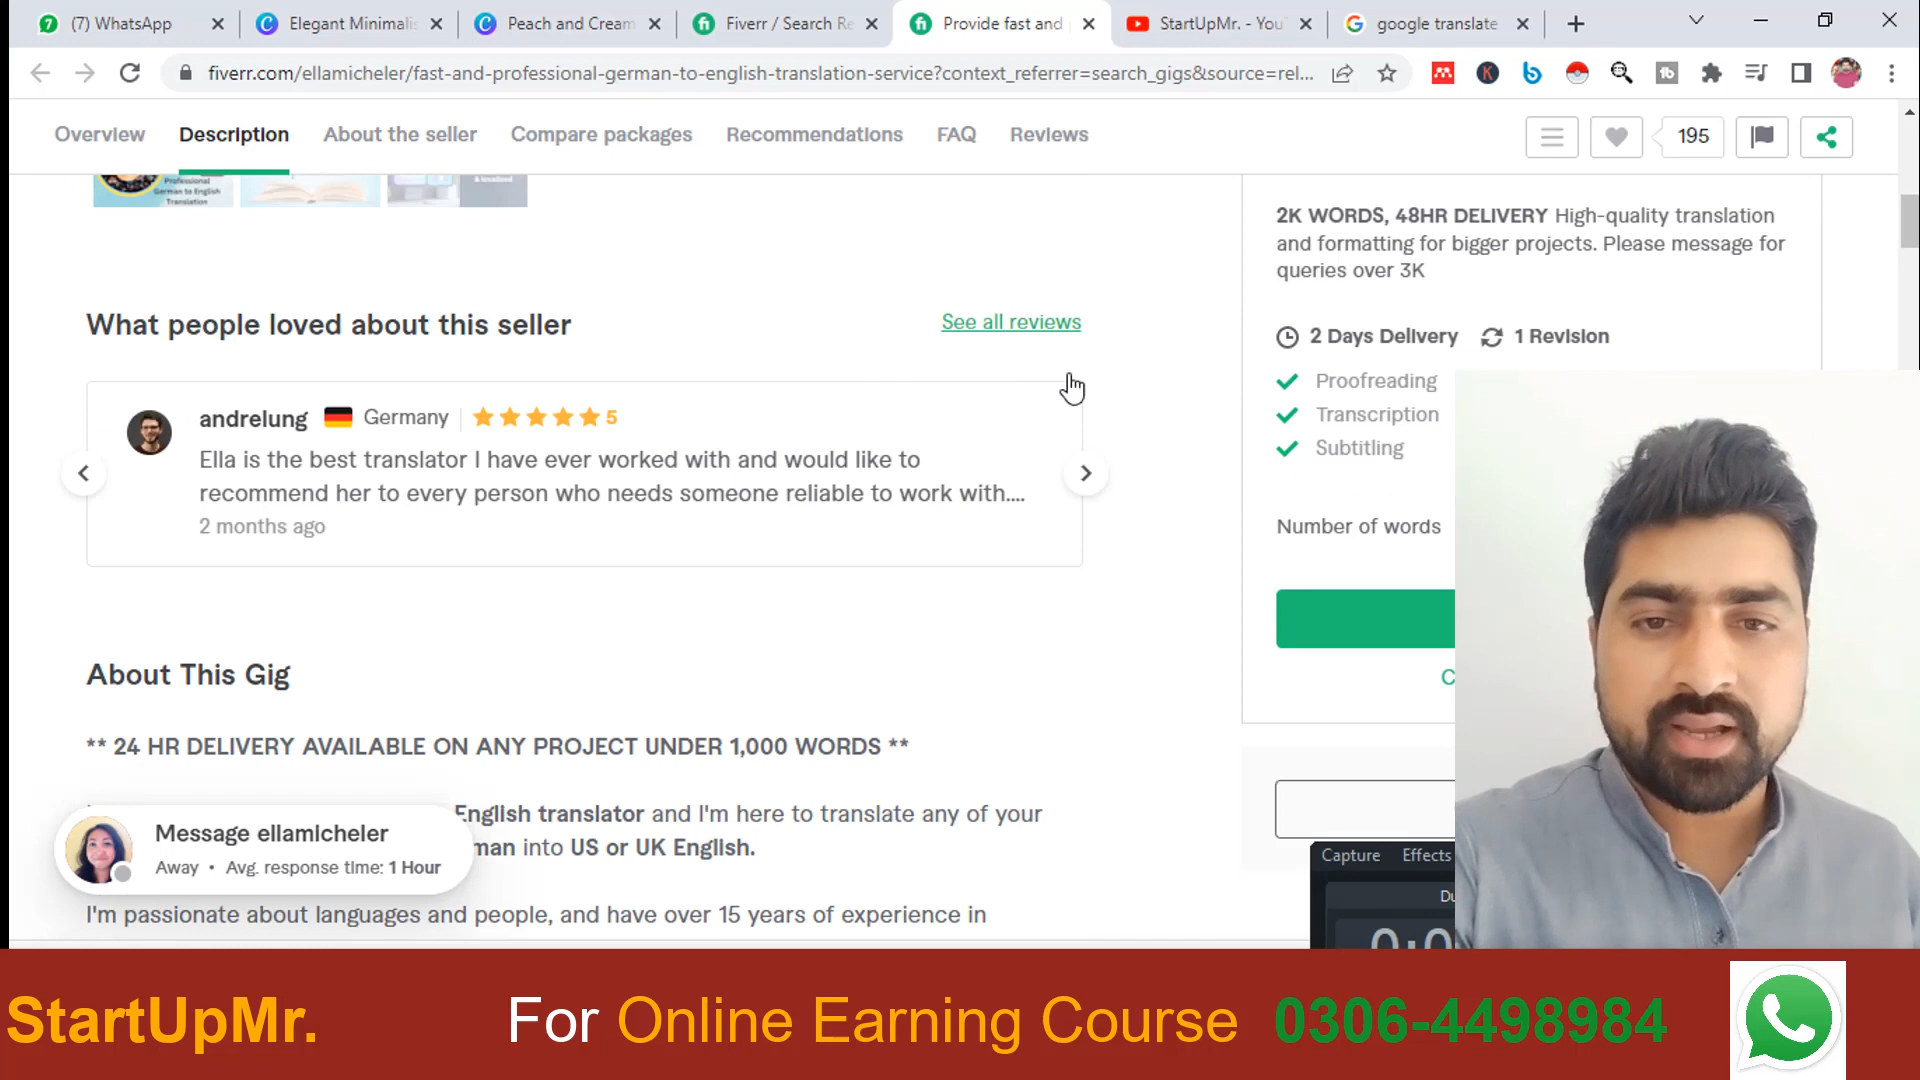 (7) WhatsApp
Elegant Minimalis
Peach and Cream
Fiverr / Search Re
Provide fast and
StartUpMr. - You
google translate
fiverr.com/ellamicheler/fast-and-professional-german-to-english-translation-service?context_referrer=search_gigs&source=rel...
Overview
Description
About the seller
Compare packages
Recommendations
FAQ
Reviews
195
Professional
German to English
Translation
2K WORDS, 48HR DELIVERY High-quality translation
and formatting for bigger projects. Please message for
queries over 3K
2 Days Delivery
1 Revision
Proofreading
Transcription
Subtitling
Number of words
What people loved about this seller
See all reviews
andrelung
Germany
5
Ella is the best translator I have ever worked with and would like to
recommend her to every person who needs someone reliable to work with....
2 months ago
About This Gig
** 24 HR DELIVERY AVAILABLE ON ANY PROJECT UNDER 1,000 WORDS **
English translator and I'm here to translate any of your
man into US or UK English.
Message ellamicheler
Away • Avg. response time: 1 Hour
I'm passionate about languages and people, and have over 15 years of experience in
Capture
Effects
StartUpMr.
For Online Earning Course 0306-4498984